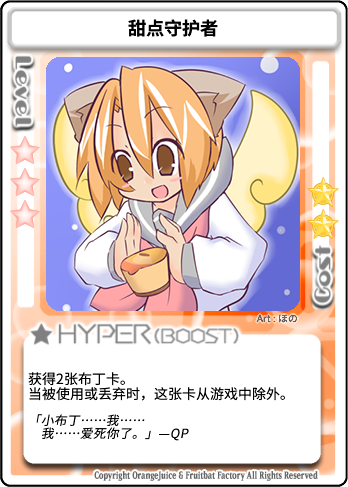 甜点守护者
Level
Cost
Art : ほの
HYPER(BOOST)
获得2张布丁卡。
当被使用或丢弃时，这张卡从游戏中除外。
「小布丁……我……
我……爱死你了。」—QP
Copyright OrangeJuice & Fruitbat Factory All Rights Reserved